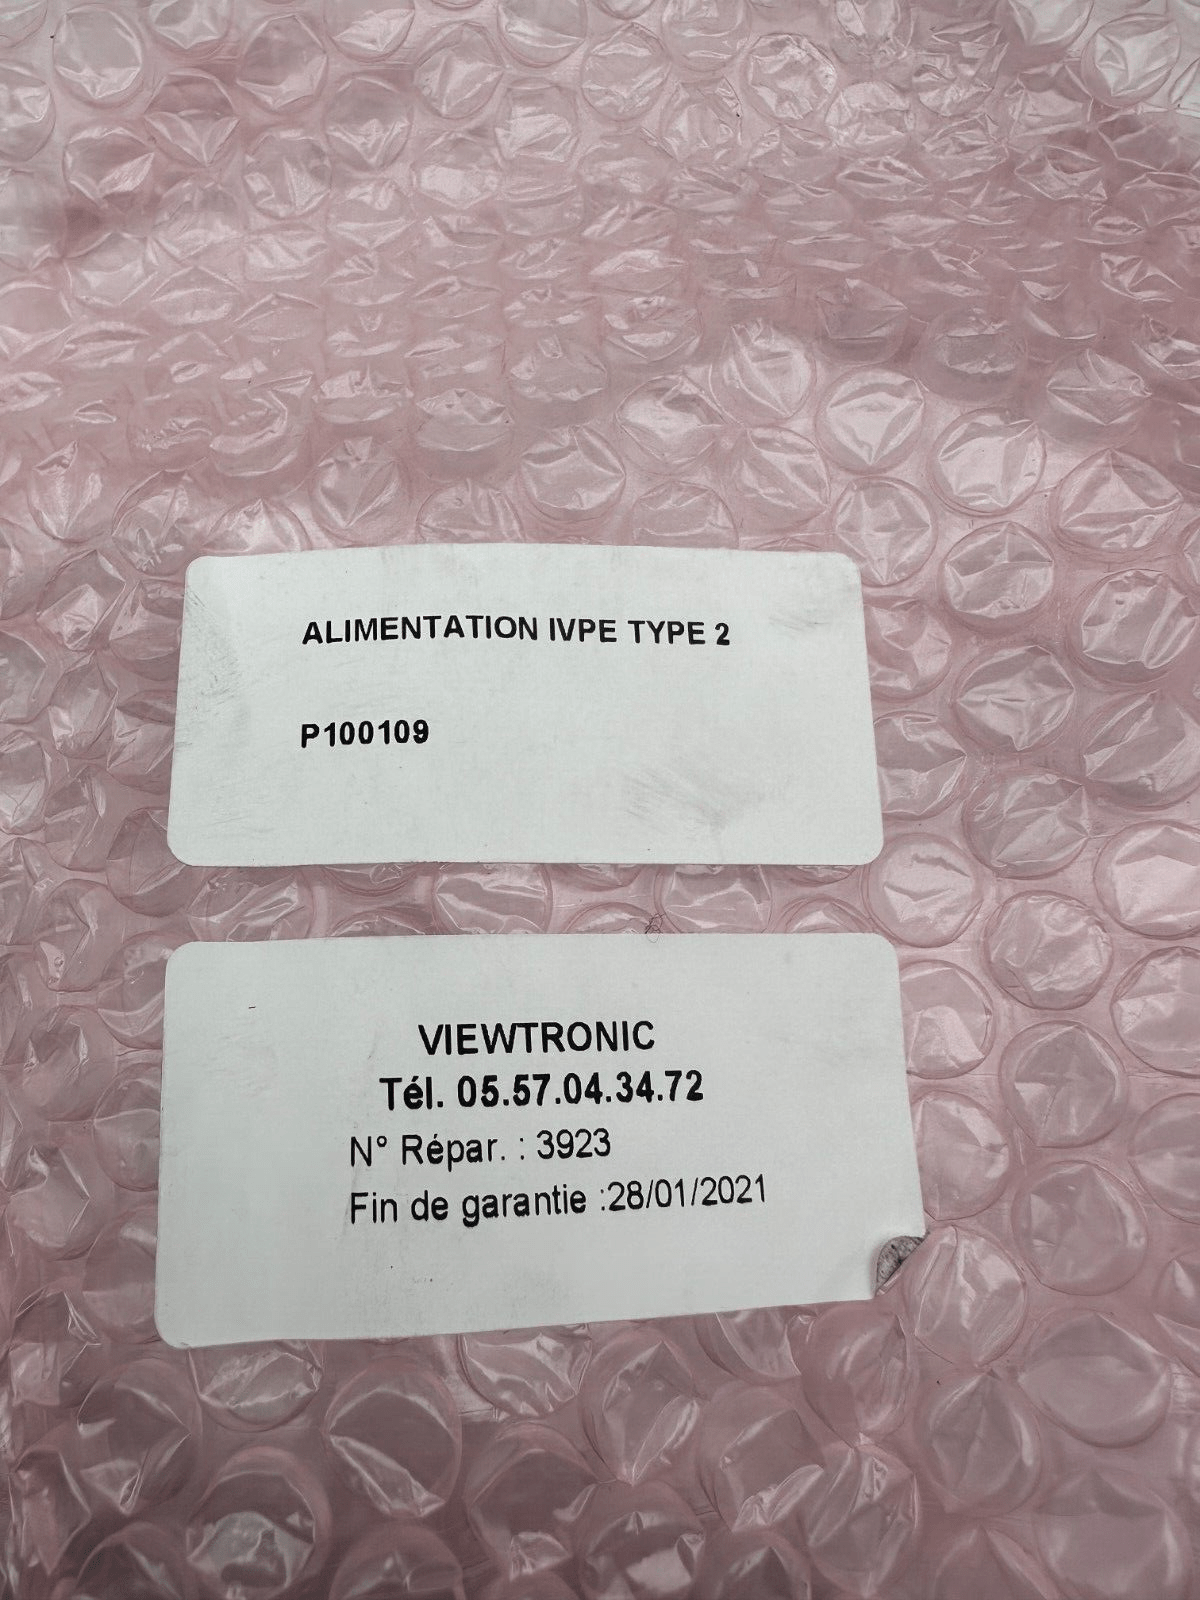 ALIMENTATION IVPE TYPE 2
P100109
VIEWTRONIC
Tél. 05.57.04.34.72
N° Répar. : 3923
Fin de garantie :28/01/2021